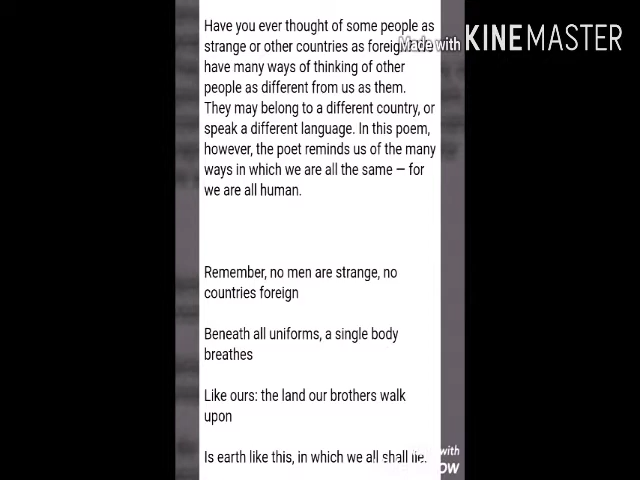 Have you ever thought of some people as
strange or other countries as foreign
Made with KINEMASTER
have many ways of thinking of other
people as different from us as them.
They may belong to a different country, or
speak a different language. In this poem,
however, the poet reminds us of the many
ways in which we are all the same — for
we are all human.
Remember, no men are strange, no
countries foreign
Beneath all uniforms, a single body
breathes
Like ours: the land our brothers walk
upon
Is earth like this, in which we all shall lie.
with